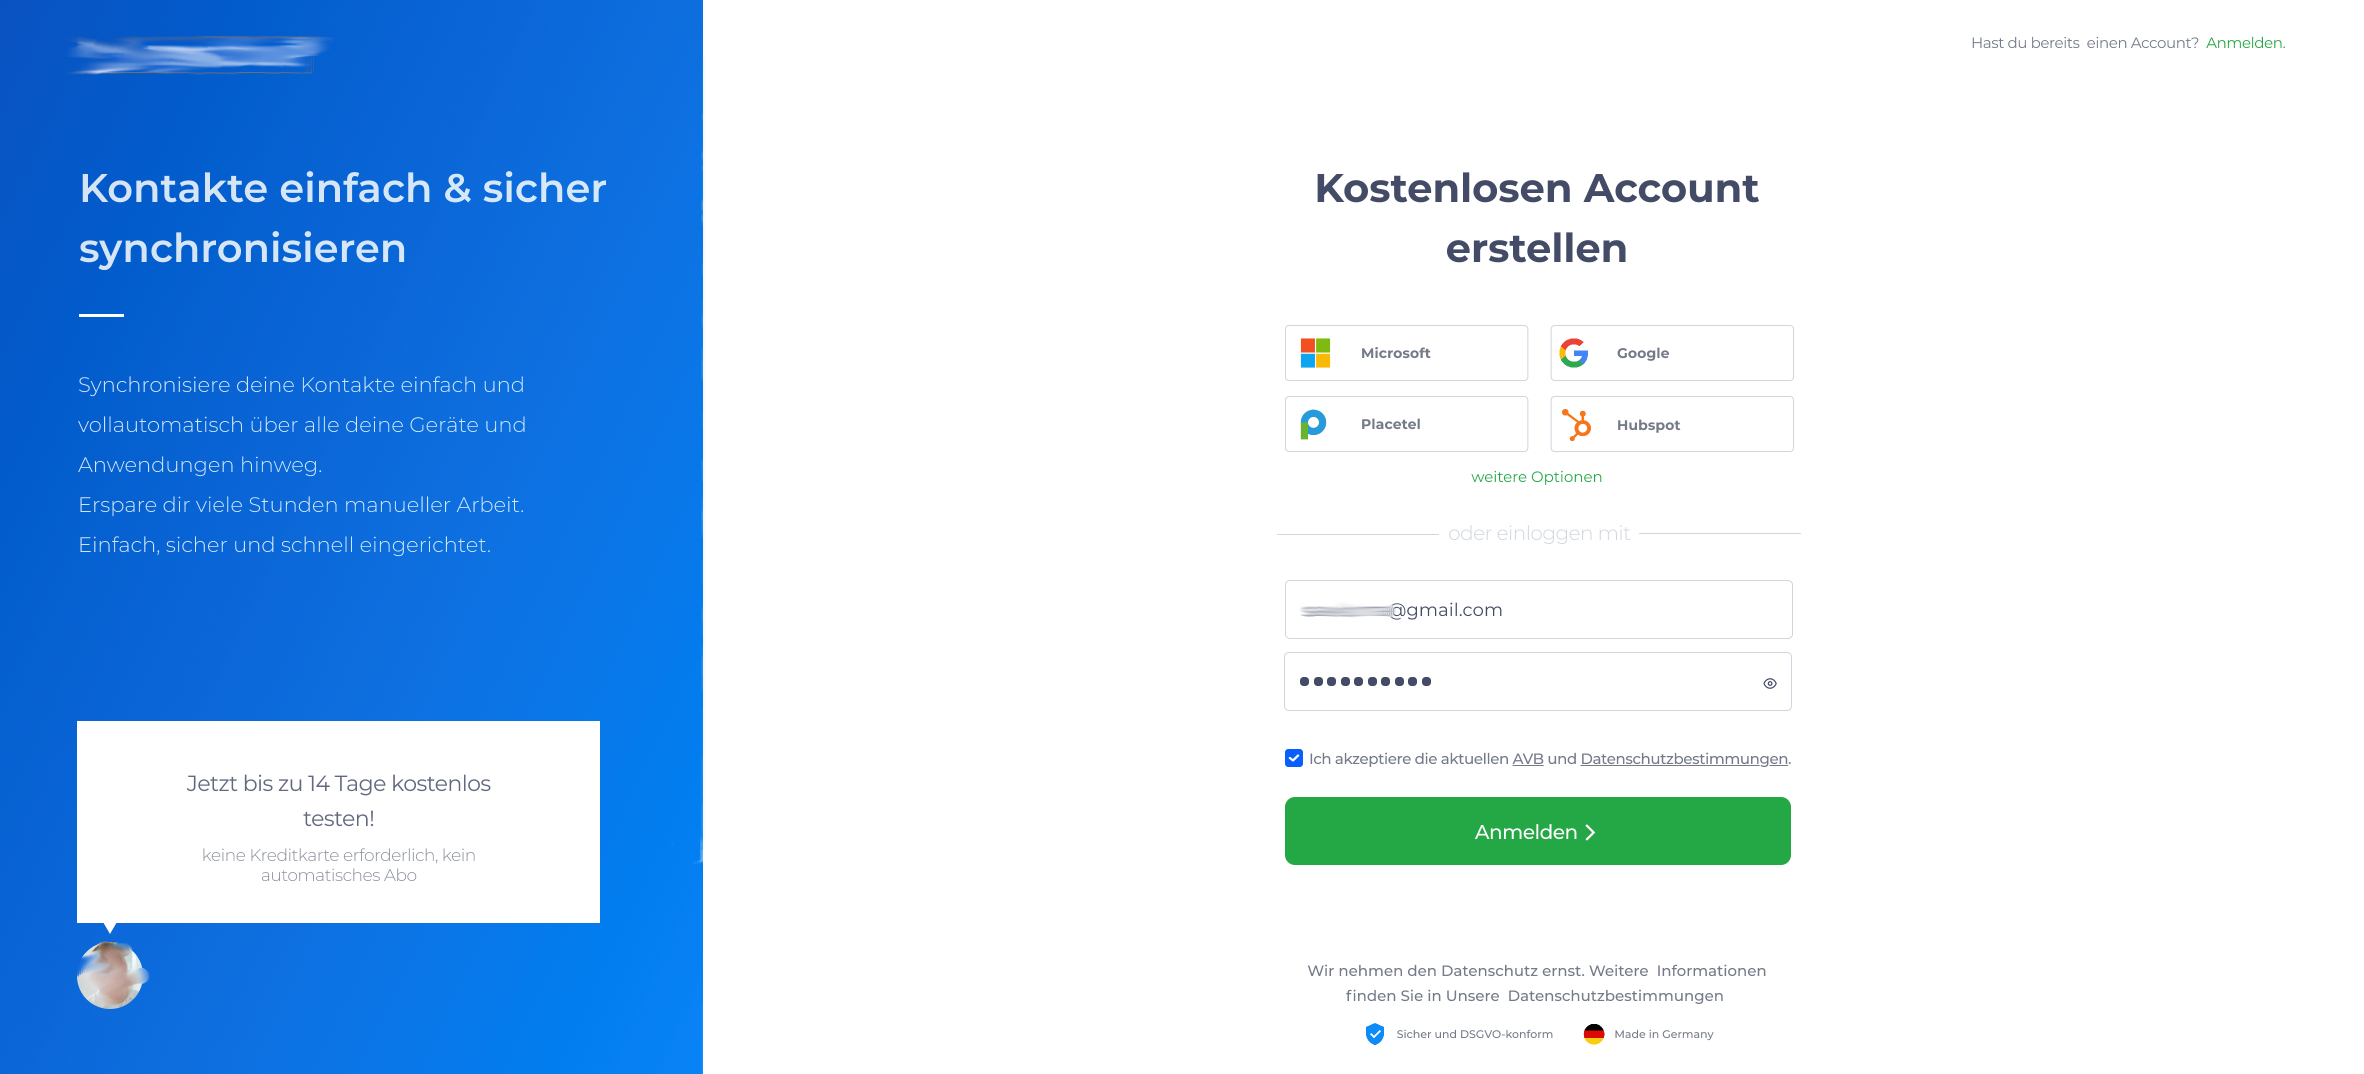 Hast du bereits einen Account? Anmelden.
Kontakte einfach & sicher
synchronisieren
Synchronisiere deine Kontakte einfach und
vollautomatisch über alle deine Geräte und
Anwendungen hinweg.
Erspare dir viele Stunden manueller Arbeit.
Einfach, sicher und schnell eingerichtet.
Jetzt bis zu 14 Tage kostenlos
testen!
keine Kreditkarte erforderlich, kein
automatisches Abo
Kostenlosen Account
erstellen
Microsoft
Google
Placetel
Hubspot
weitere Optionen
oder einloggen mit
@gmail.com
Ich akzeptiere die aktuellen AVB und Datenschutzbestimmungen.
Anmelden
Wir nehmen den Datenschutz ernst. Weitere Informationen
finden Sie in Unsere Datenschutzbestimmungen
Sicher und DSGVO-konform
Made in Germany